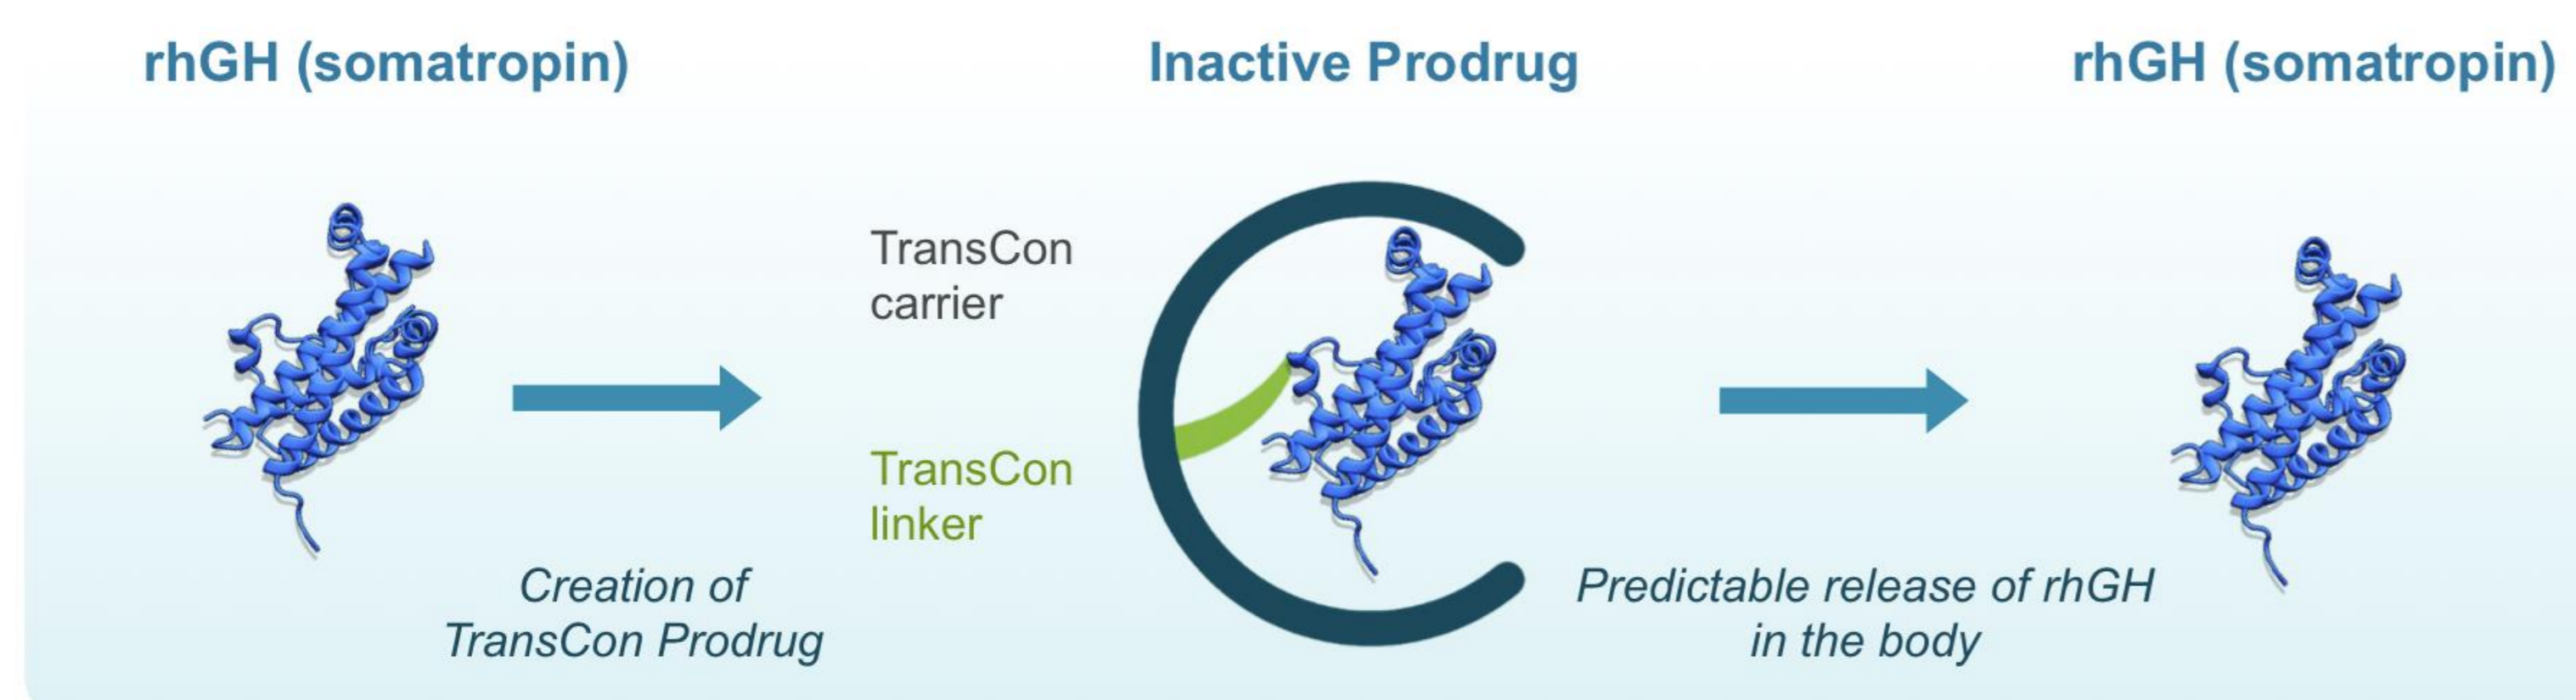 rhGH (somatropin)
Inactive Prodrug
rhGH (somatropin)
TransCon
carrier
TransCon
linker
Creation of
TransCon Prodrug
Predictable release of rhGH
in the body